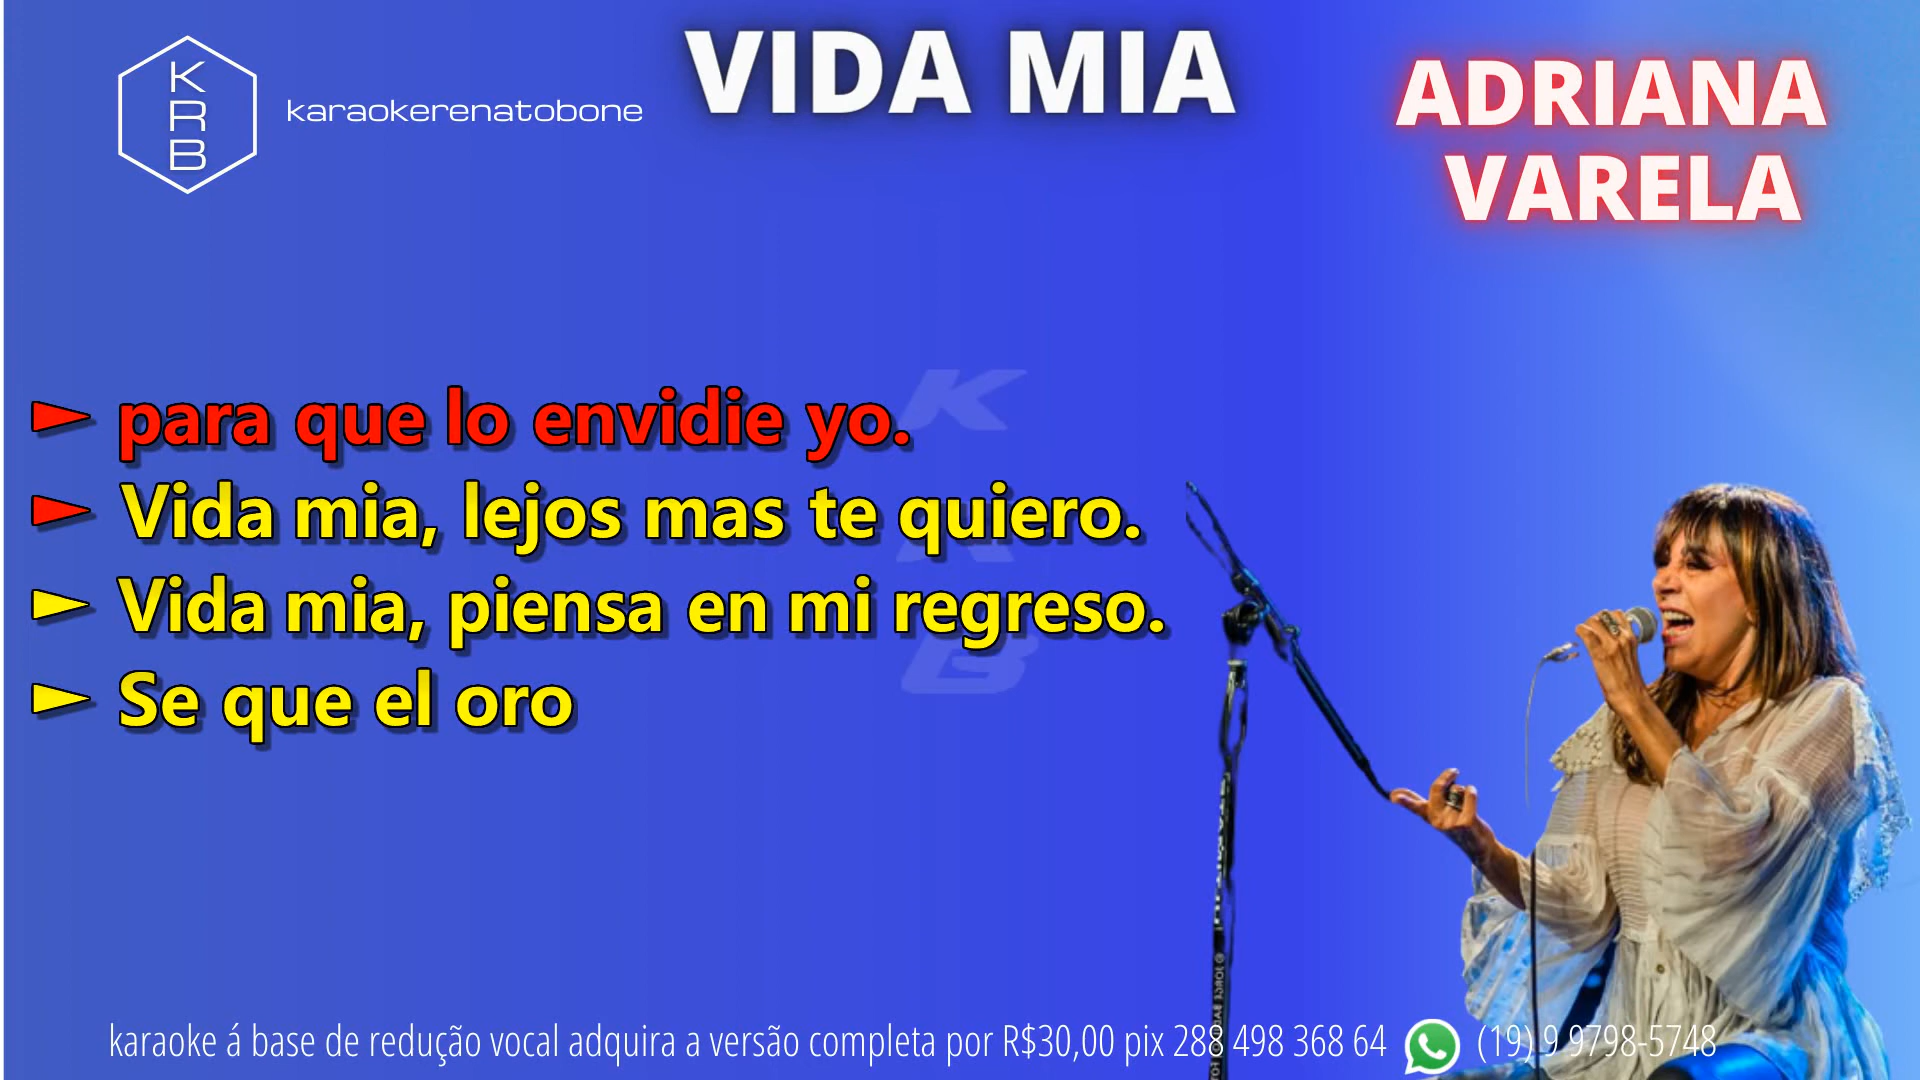 K
R
B
karaokerenatobone
VIDA MIA
ADRIANA
VARELA
para que lo envidie yo.
Vida mia, lejos mas te quiero.
Vida mia, piensa en mi regreso.
Se que el oro
K
R
B
karaoke á base de redução vocal adquira a versão completa por R$30,00 pix 288 498 368 64 (19) 9 9798-5748